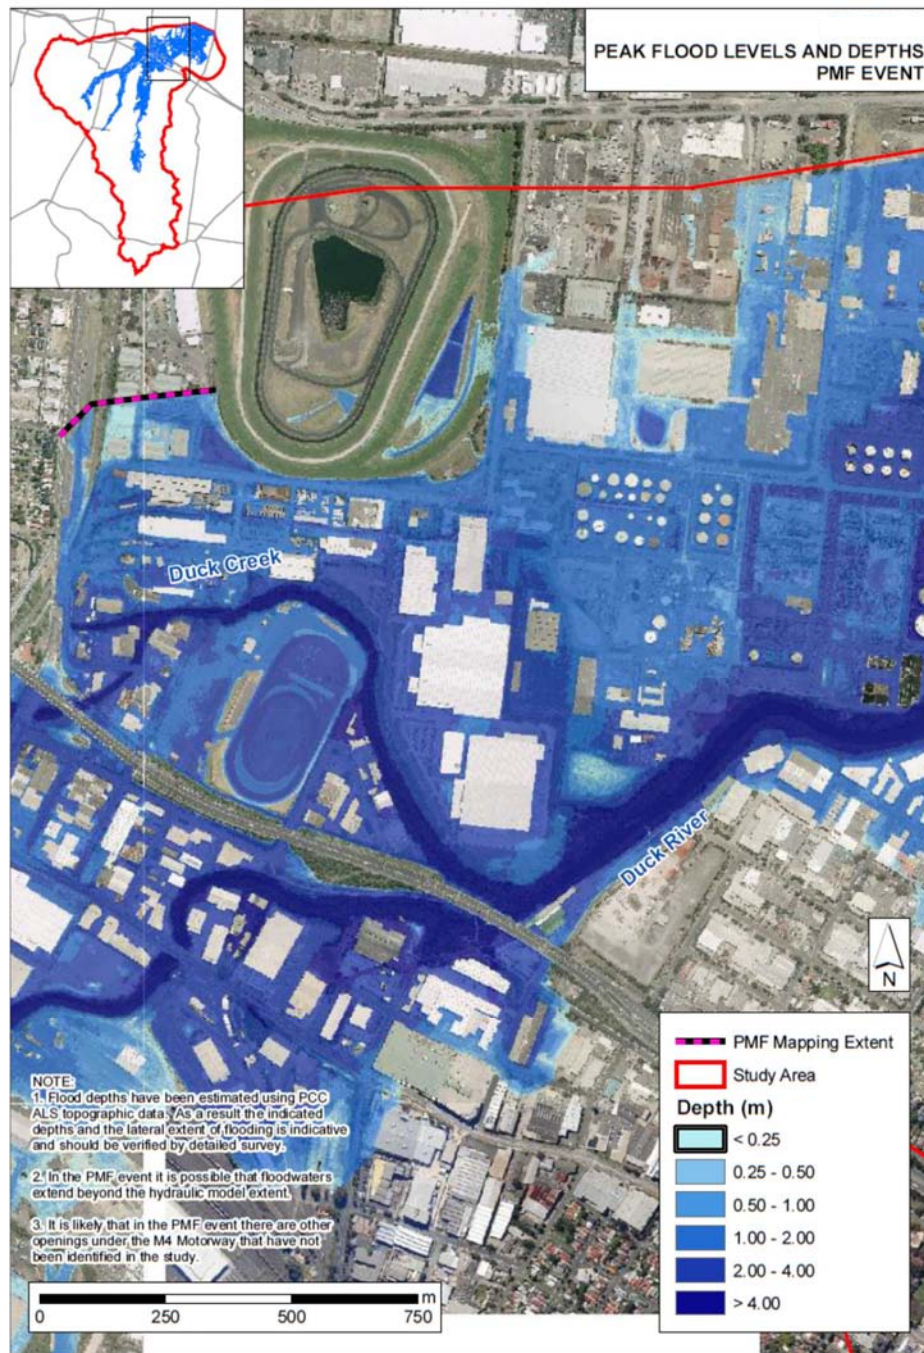 PEAK FLOOD LEVELS AND DEPTHS
PMF EVENT
Duck Creek
Duck River
N
NOTE:
1. Flood depths have been estimated using PCC
ALS topographic data. As a result the indicated
depths and the lateral extent of flooding is indicative
and should be verified by detailed survey.
2. In the PMF event it is possible that floodwaters
extend beyond the hydraulic model extent.
3. It is likely that in the PMF event there are other
openings under the M4 Motorway that have not
been identified in the study.
m
0 250 500 750
PMF Mapping Extent
Study Area
Depth (m)
< 0.25
0.25 - 0.50
0.50 - 1.00
1.00 - 2.00
2.00 - 4.00
> 4.00